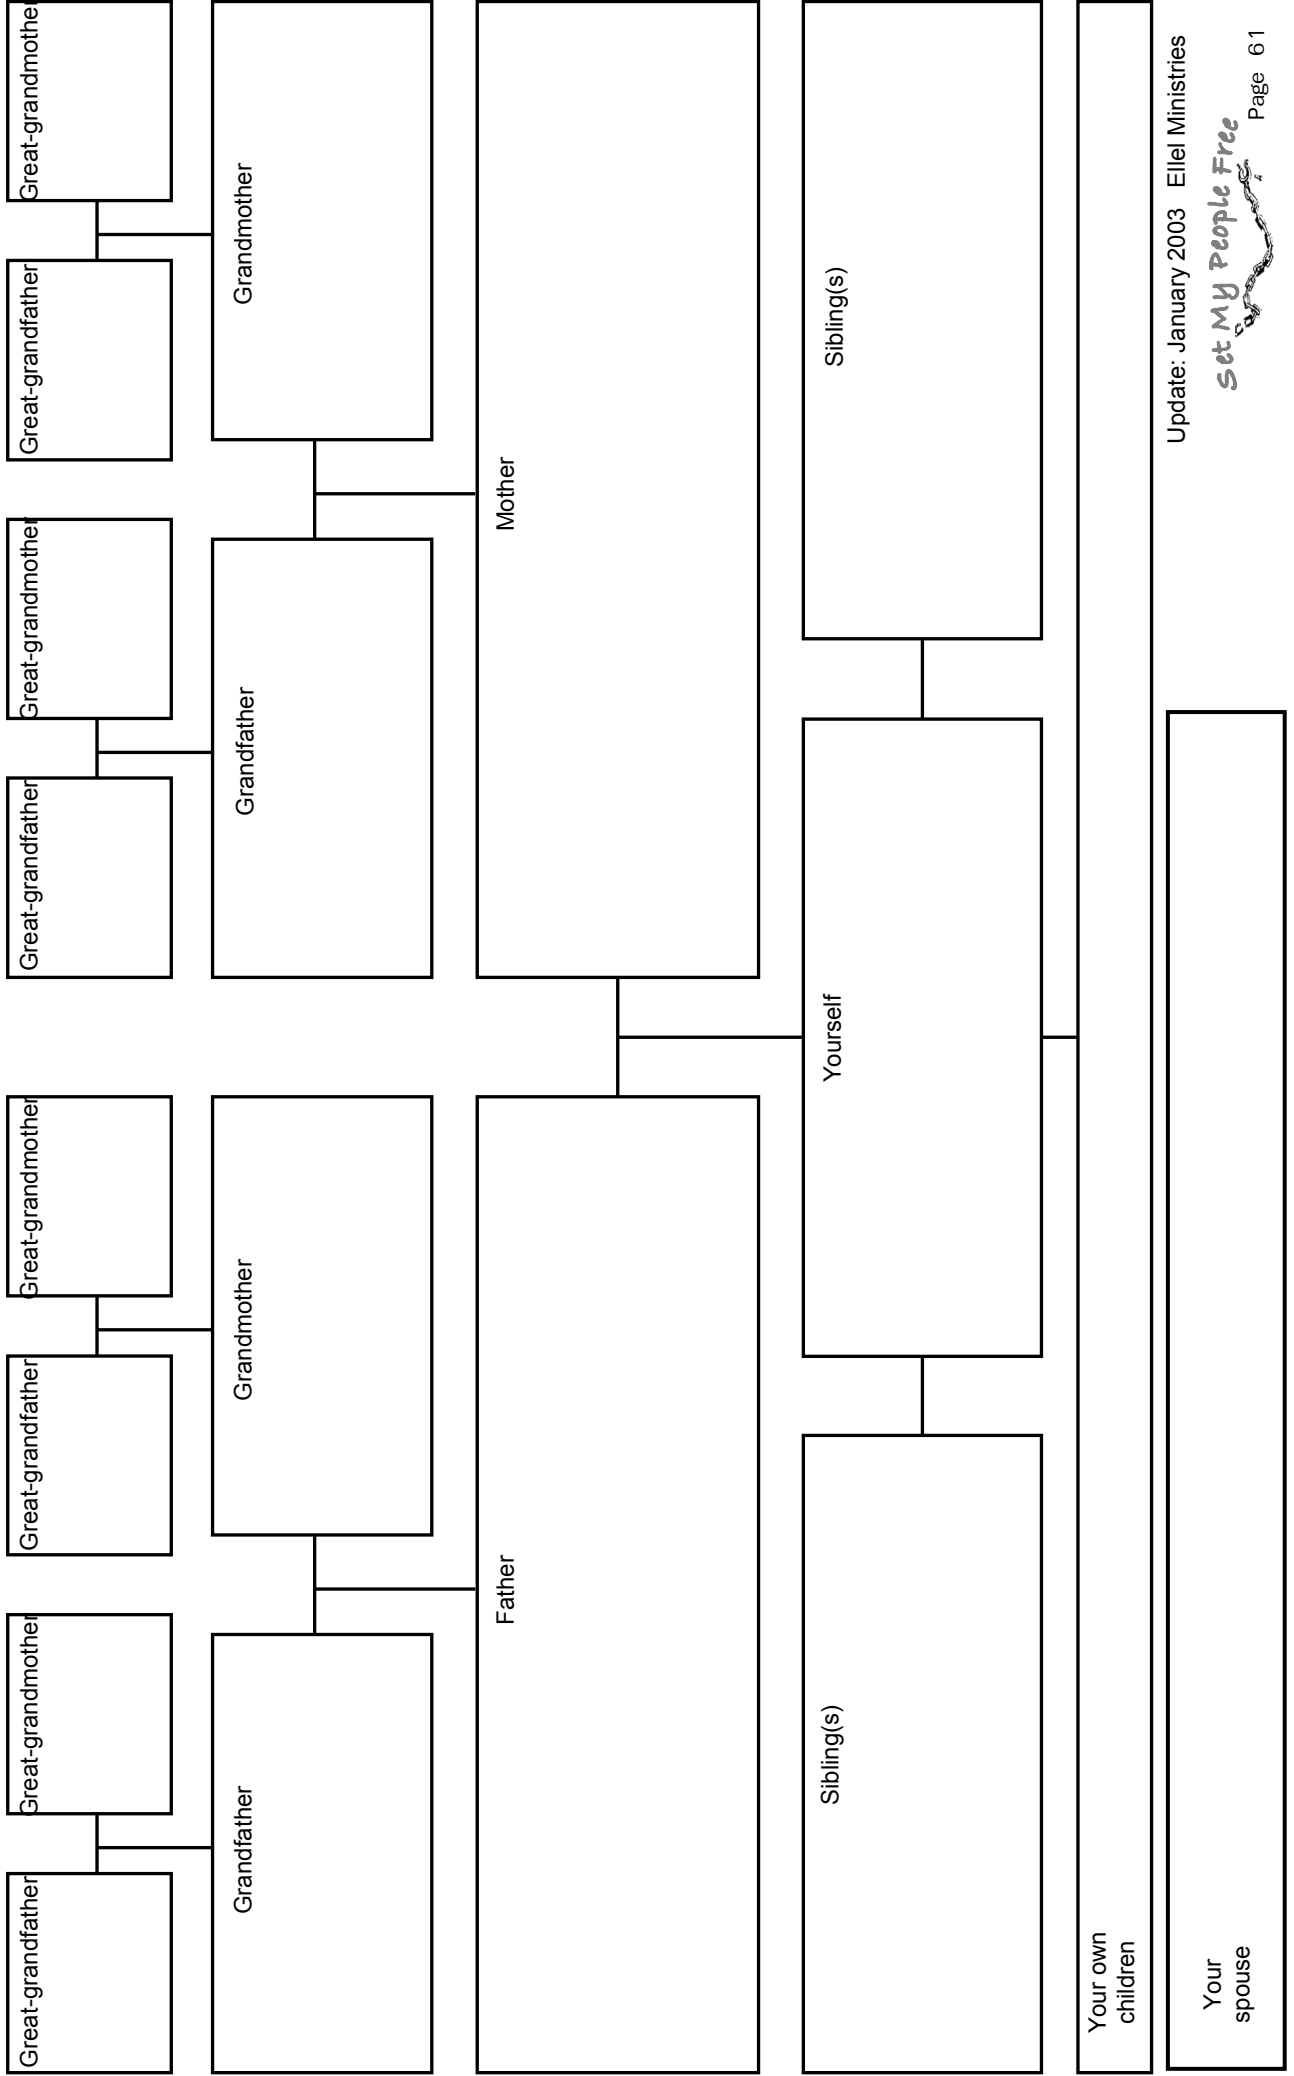 Great-grandfather
Great-grandmother
Great-grandfather
Great-grandmother
Great-grandfather
Great-grandmother
Great-grandfather
Great-grandmother
Grandfather
Grandmother
Grandfather
Grandmother
Father
Mother
Sibling(s)
Yourself
Sibling(s)
Your own
children
Your
spouse
Update: January 2003 Ellel Ministries
Set My People Free
Page 61